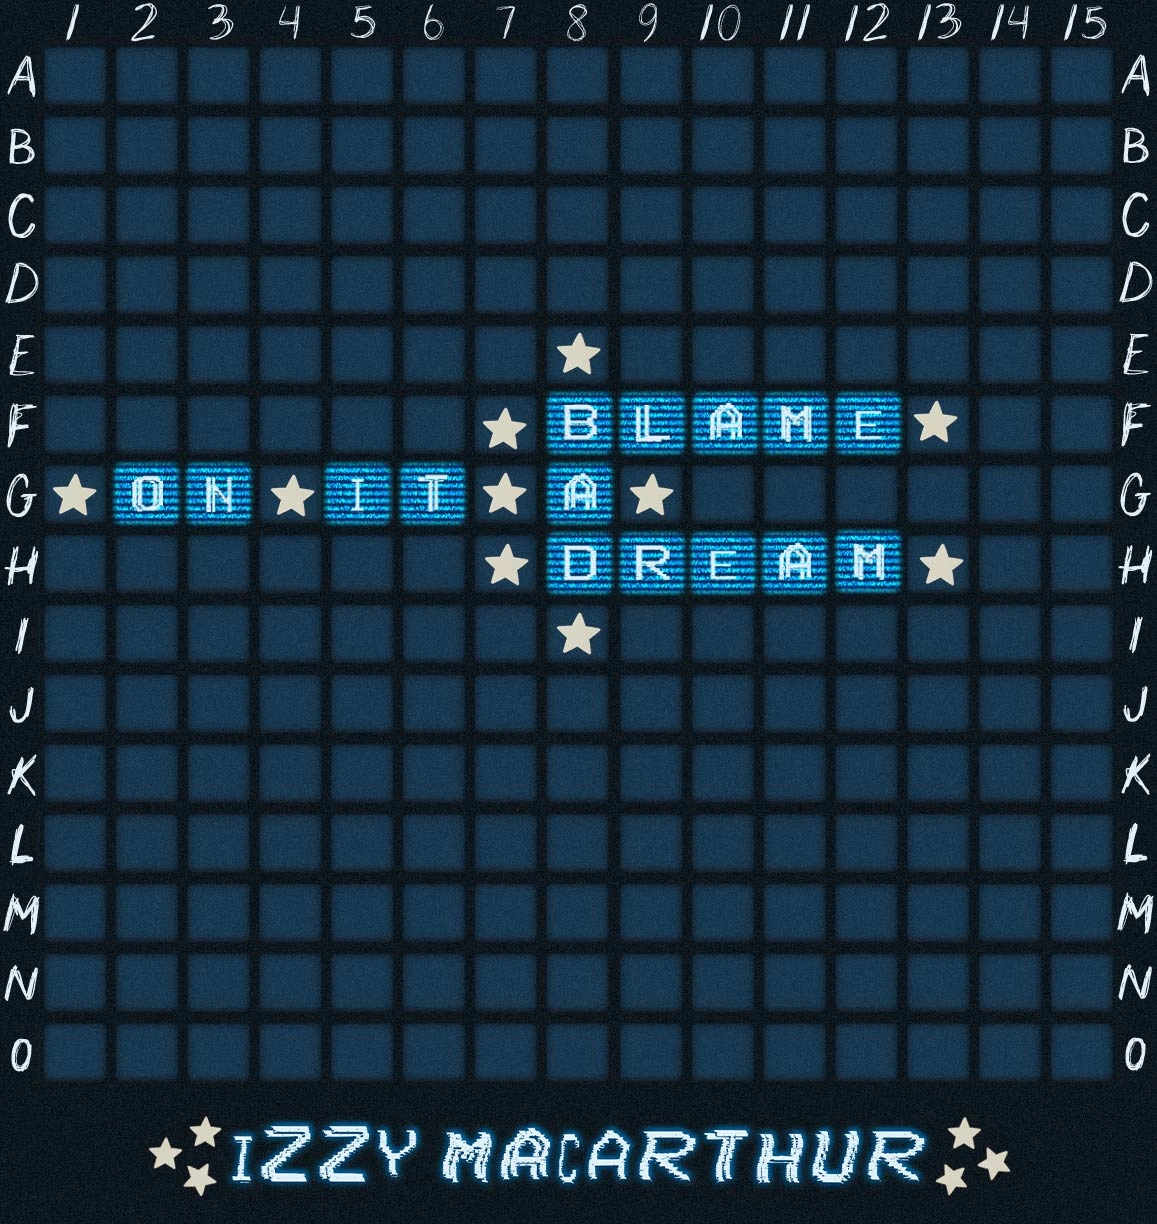 1 2 3 4 5 6 7 8 9 10 11 12 13 14 15
A A
B B
C C
D D
E E
F BLAME F
G ON IT A G
H DREAM H
I I
J J
K K
L L
M M
N N
O O
IZZY MACARTHUR